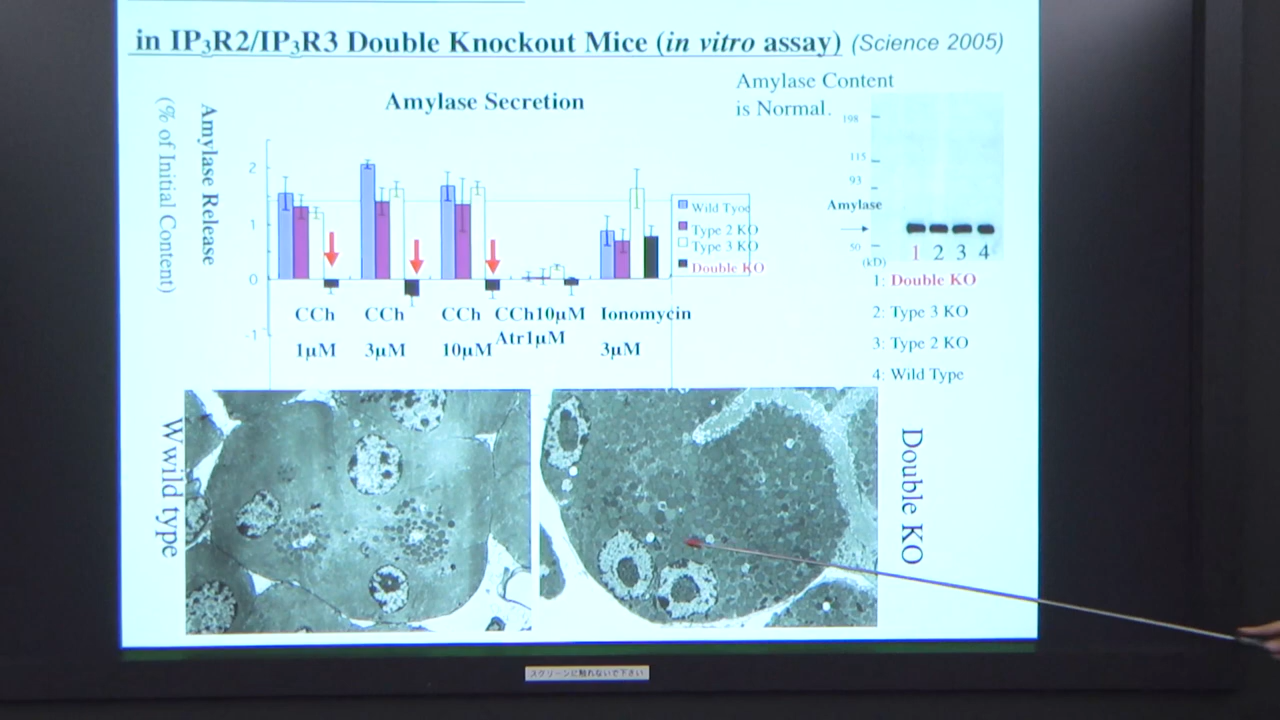 in IP₃R2/IP₃R3 Double Knockout Mice (in vitro assay) (Science 2005)
Amylase Secretion
Amylase Content
is Normal.
Amylase Release
(% of Initial Content)
2
1
0
-1
Wild Tyoe
Type 2 KO
Type 3 KO
Double KO
CCh
1μM
CCh
3μM
CCh
10μM
CCh10μM
Atr1μM
Ionomycin
3μM
198
115
93
Amylase
50
(kD)
1 2 3 4
1: Double KO
2: Type 3 KO
3: Type 2 KO
4: Wild Type
Wwild type
Double KO
スクリーンに触れないで下さい